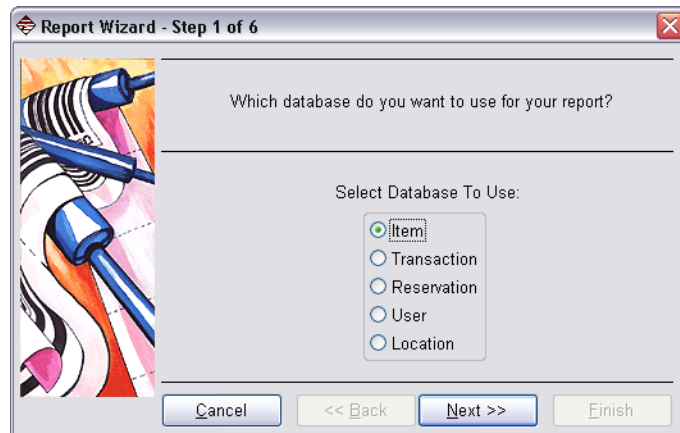 Report Wizard - Step 1 of 6
Which database do you want to use for your report?
Select Database To Use:
Item
Transaction
Reservation
User
Location
Cancel
<< Back
Next >>
Finish